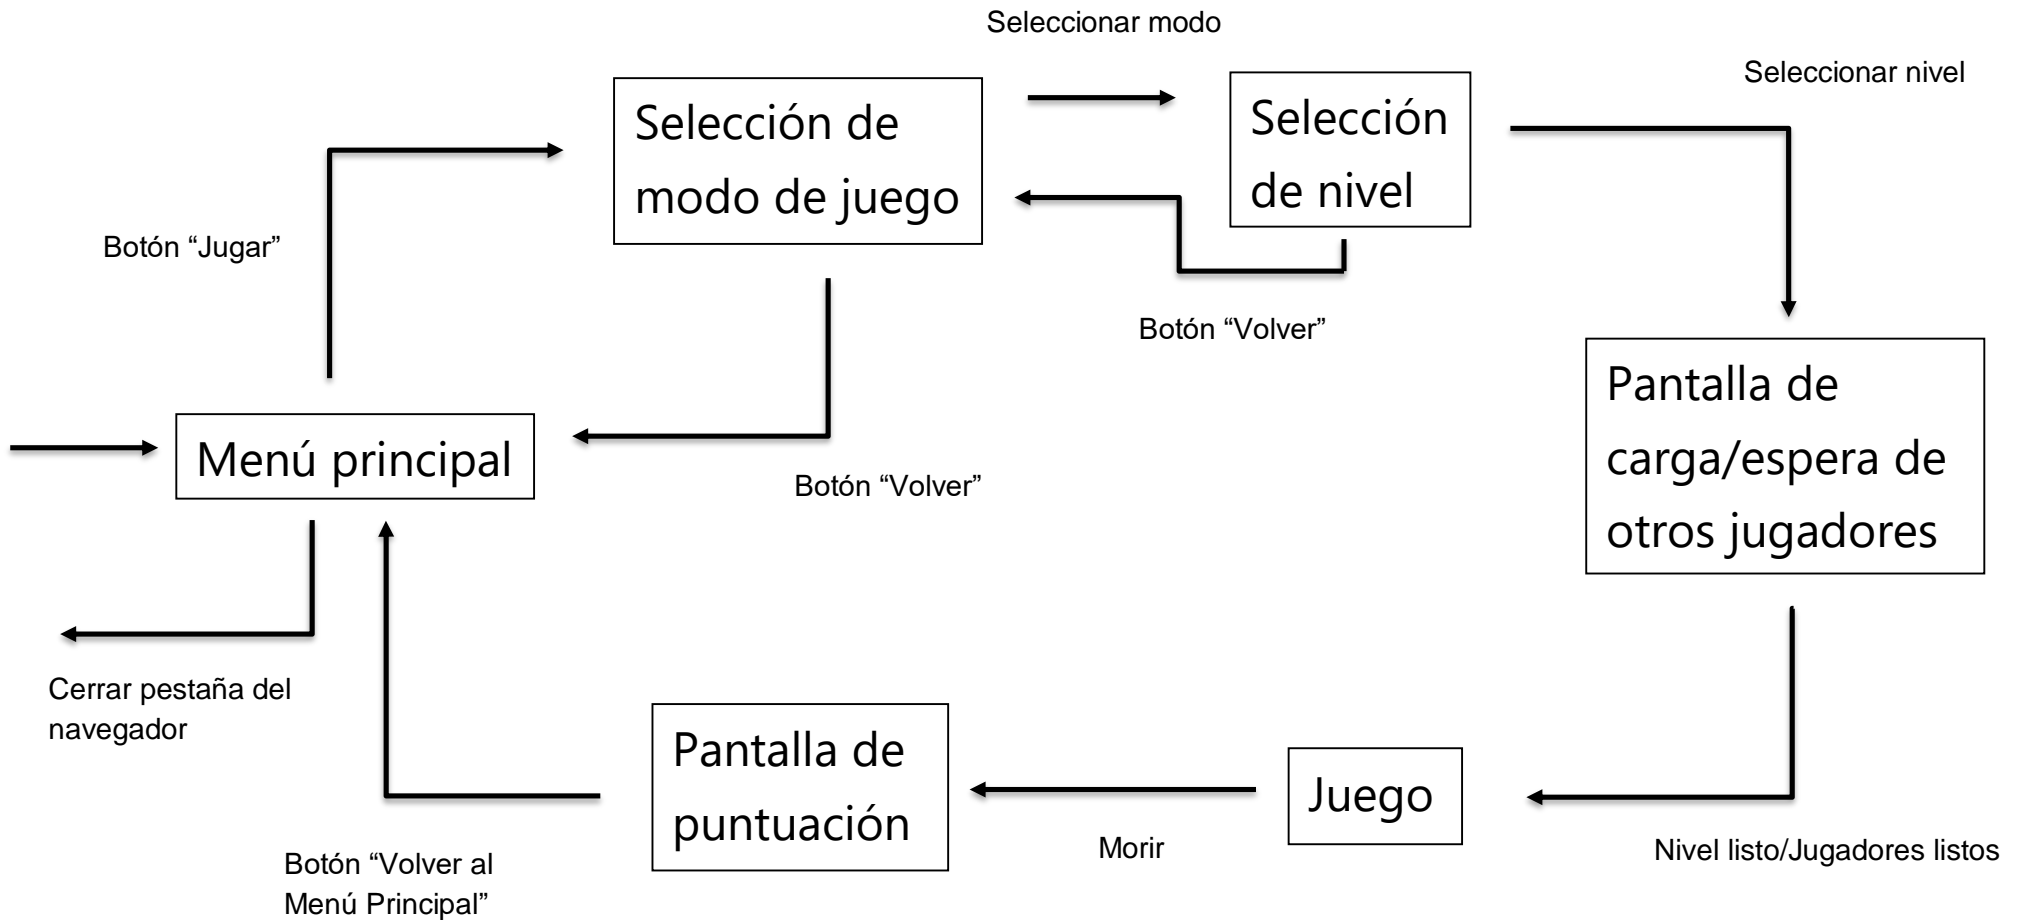 Seleccionar modo
Seleccionar nivel
Selección de
modo de juego
Selección
de nivel
Botón “Jugar”
Botón “Volver”
Pantalla de
carga/espera de
otros jugadores
Menú principal
Botón “Volver”
Cerrar pestaña del
navegador
Pantalla de
puntuación
Juego
Morir
Nivel listo/Jugadores listos
Botón “Volver al
Menú Principal”